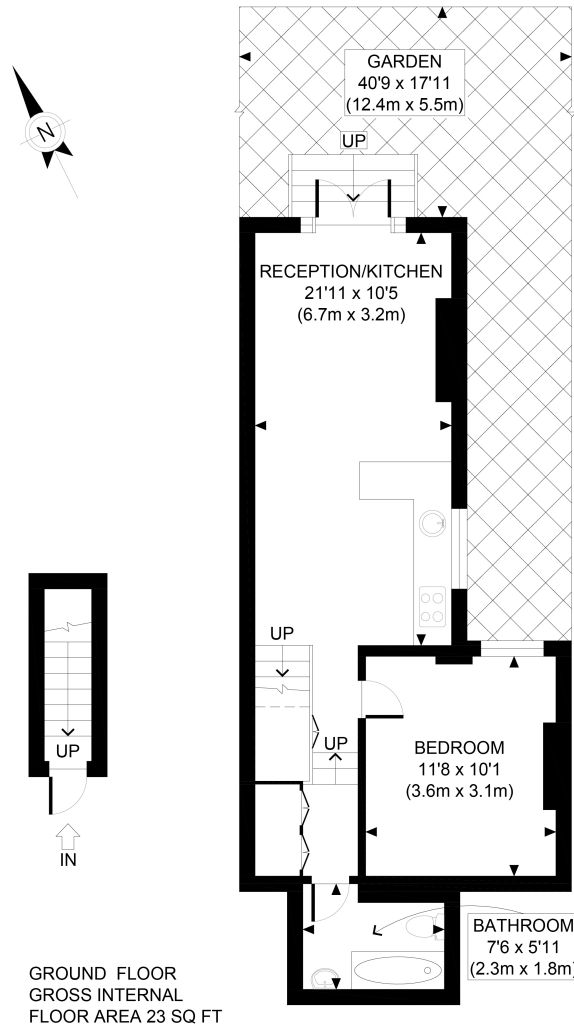 GARDEN
40'9 x 17'11
(12.4m x 5.5m)
N
UP
RECEPTION/KITCHEN
21'11 x 10'5
(6.7m x 3.2m)
UP
UP
UP
BEDROOM
11'8 x 10'1
(3.6m x 3.1m)
IN
BATHROOM
7'6 x 5'11
(2.3m x 1.8m)
GROUND FLOOR
GROSS INTERNAL
FLOOR AREA 23 SQ FT